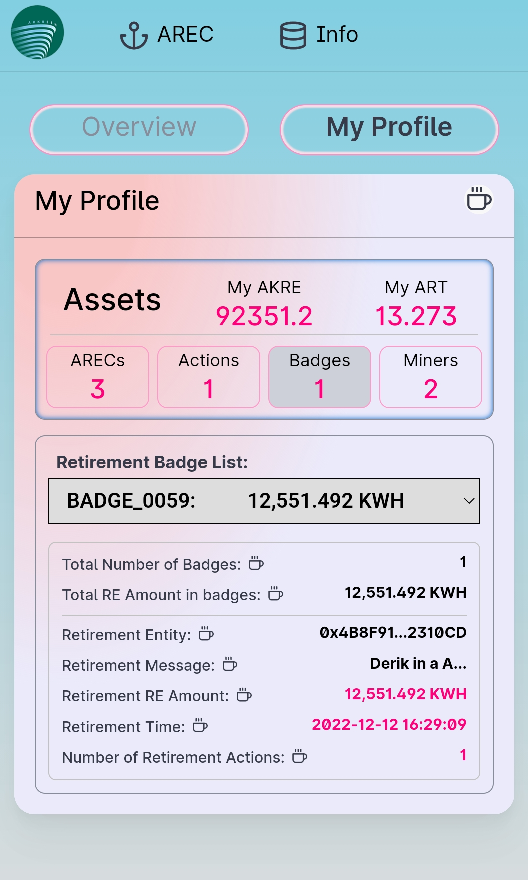 AREC Info
Overview My Profile
My Profile
Assets My AKRE 92351.2 My ART 13.273
ARECs Actions Badges Miners
3 1 1 2
Retirement Badge List:
BADGE_0059: 12,551.492 KWH
Total Number of Badges: 1
Total RE Amount in badges: 12,551.492 KWH
Retirement Entity: 0x4B8F91...2310CD
Retirement Message: Derik in a A...
Retirement RE Amount: 12,551.492 KWH
Retirement Time: 2022-12-12 16:29:09
Number of Retirement Actions: 1